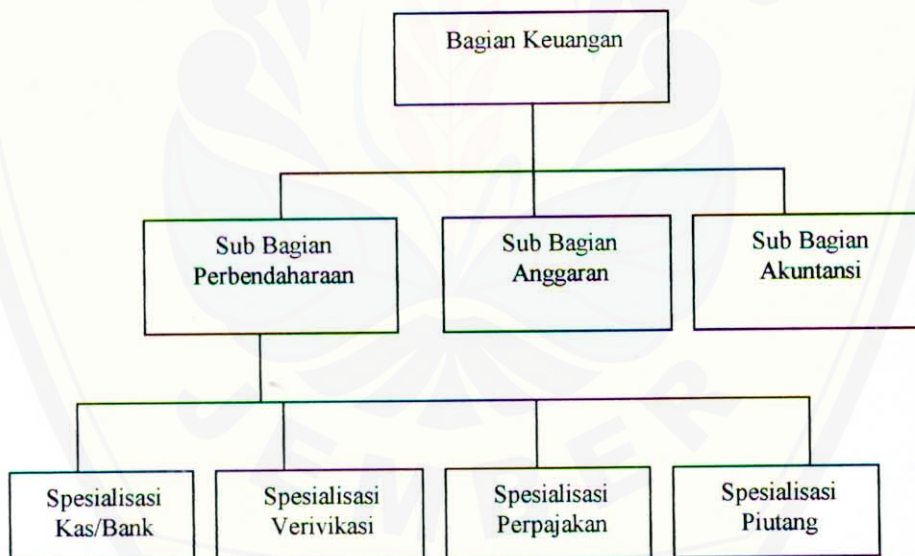 Bagian Keuangan
Sub Bagian
Perbendaharaan
Sub Bagian
Anggaran
Sub Bagian
Akuntansi
Spesialisasi
Kas/Bank
Spesialisasi
Verivikasi
Spesialisasi
Perpajakan
Spesialisasi
Piutang
JEMBER